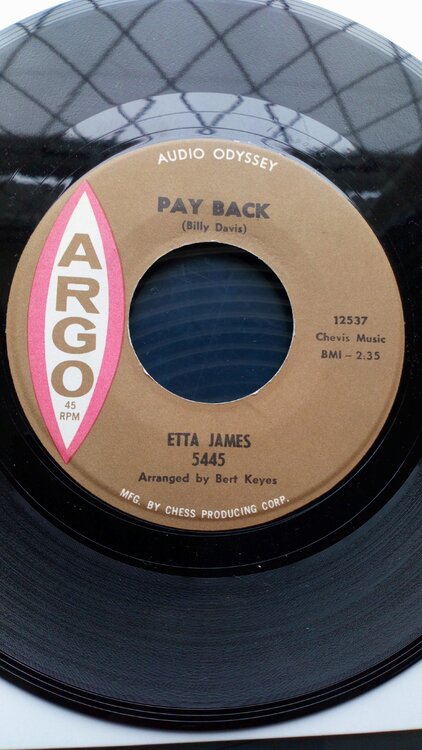 AUDIO ODYSSEY
PAY BACK
(Billy Davis)
ARGO
45
RPM
12537
Chevis Music
BMI - 2:35
ETTA JAMES
5445
Arranged by Bert Keyes
MFG. BY CHESS PRODUCING CORP.